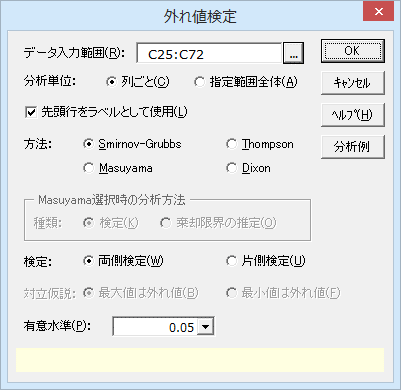 外れ値検定
データ入力範囲(R): C25:C72 ... OK
分析単位: 列ごと(C) 指定範囲全体(A) キャンセル
先頭行をラベルとして使用(L) ヘルプ(H)
方法: Smirnov-Grubbs Thompson 分析例
Masuyama Dixon
Masuyama選択時の分析方法
種類: 検定(K) 棄却限界の推定(O)
検定: 両側検定(W) 片側検定(U)
対立仮説: 最大値は外れ値(B) 最小値は外れ値(F)
有意水準(P): 0.05